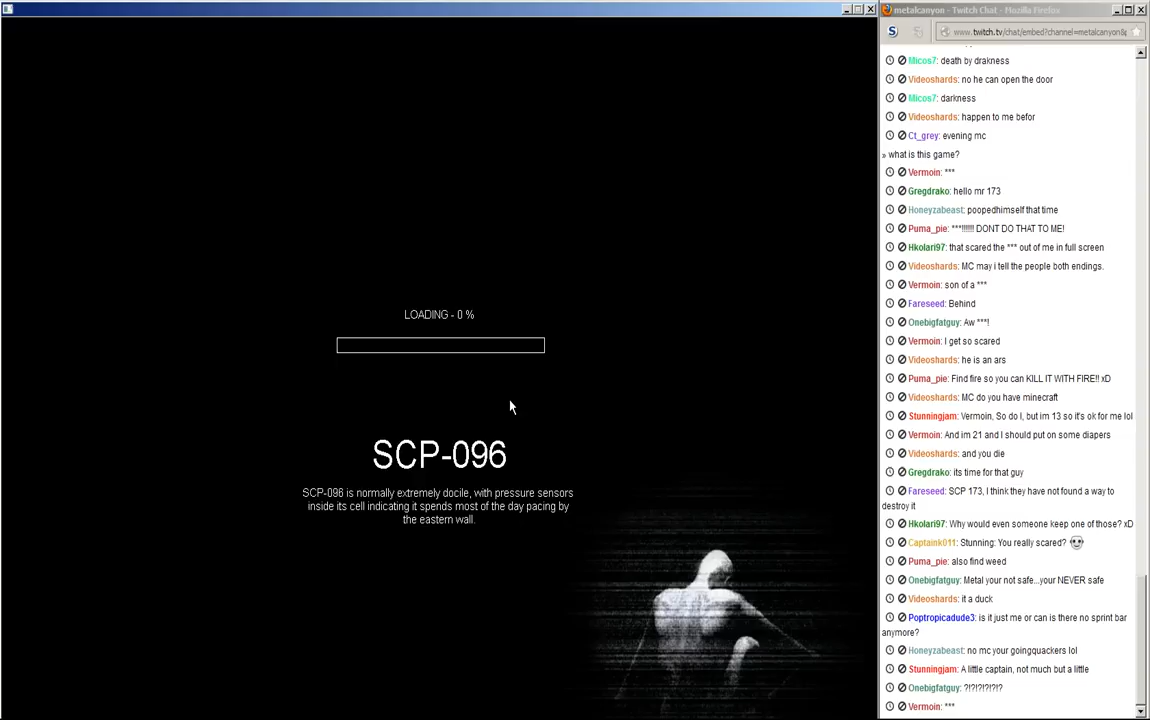 metalcanyon - Twitch Chat - Mozilla Firefox
www.twitch.tv/chat/embed?channel=metalcanyon&
Micos7: death by drakness
Videoshards: no he can open the door
Micos7: darkness
Videoshards: happen to me befor
Ct_grey: evening mc
» what is this game?
Vermoin: ***
Gregdrako: hello mr 173
Honeyzabeast: poopedhimself that time
Puma_pie: ***!!!!!! DONT DO THAT TO ME!
Hkolari97: that scared the *** out of me in full screen
Videoshards: MC may i tell the people both endings.
Vermoin: son of a ***
Fareseed: Behind
Onebigfatguy: Aw ***!
Vermoin: I get so scared
Videoshards: he is an ars
Puma_pie: Find fire so you can KILL IT WITH FIRE!! xD
Videoshards: MC do you have minecraft
Stunningjam: Vermoin, So do I, but im 13 so it's ok for me lol
Vermoin: And im 21 and I should put on some diapers
Videoshards: and you die
Gregdrako: its time for that guy
Fareseed: SCP 173, I think they have not found a way to
destroy it
Hkolari97: Why would even someone keep one of those? xD
Captaink011: Stunning: You really scared?
Puma_pie: also find weed
Onebigfatguy: Metal your not safe...your NEVER safe
Videoshards: it a duck
Poptropicadude3: is it just me or can is there no sprint bar
anymore?
Honeyzabeast: no mc your goingquackers lol
Stunningjam: A little captain, not much but a little
Onebigfatguy: ?!?!?!?!?!?
Vermoin: ***
LOADING - 0 %
SCP-096
SCP-096 is normally extremely docile, with pressure sensors
inside its cell indicating it spends most of the day pacing by
the eastern wall.